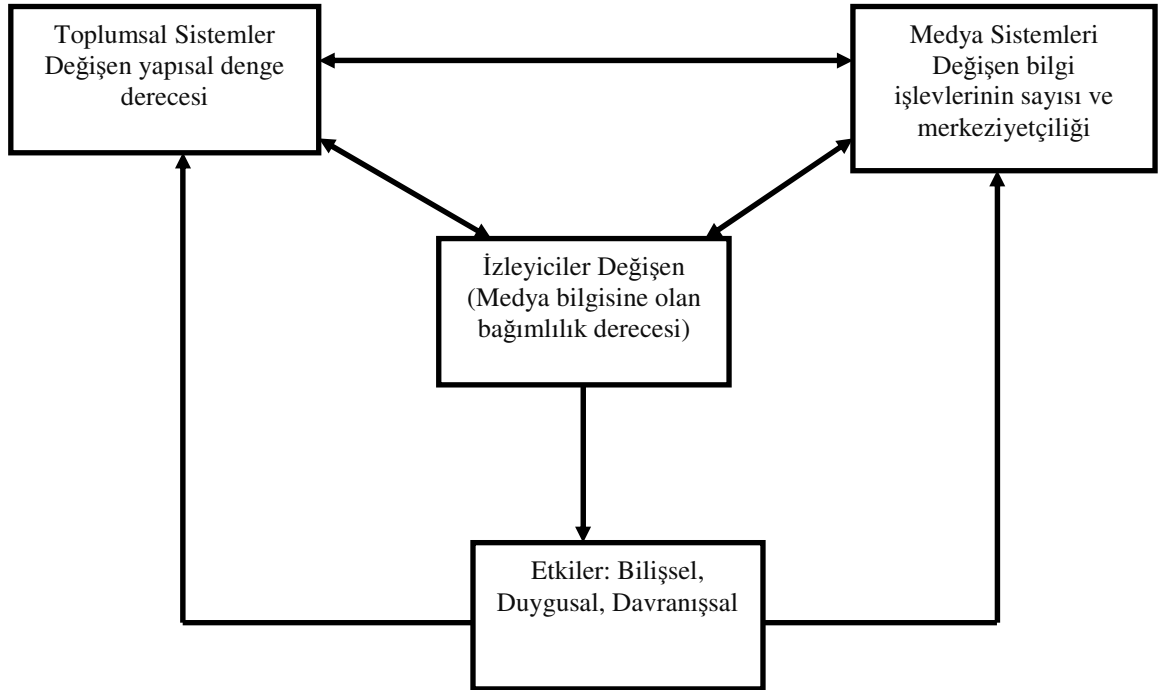 Toplumsal Sistemler
Değişen yapısal denge
derecesi
Medya Sistemleri
Değişen bilgi
işlevlerinin sayısı ve
merkeziyetçiliği
İzleyiciler Değişen
(Medya bilgisine olan
bağımlılık derecesi)
Etkiler: Bilişsel,
Duygusal, Davranışsal